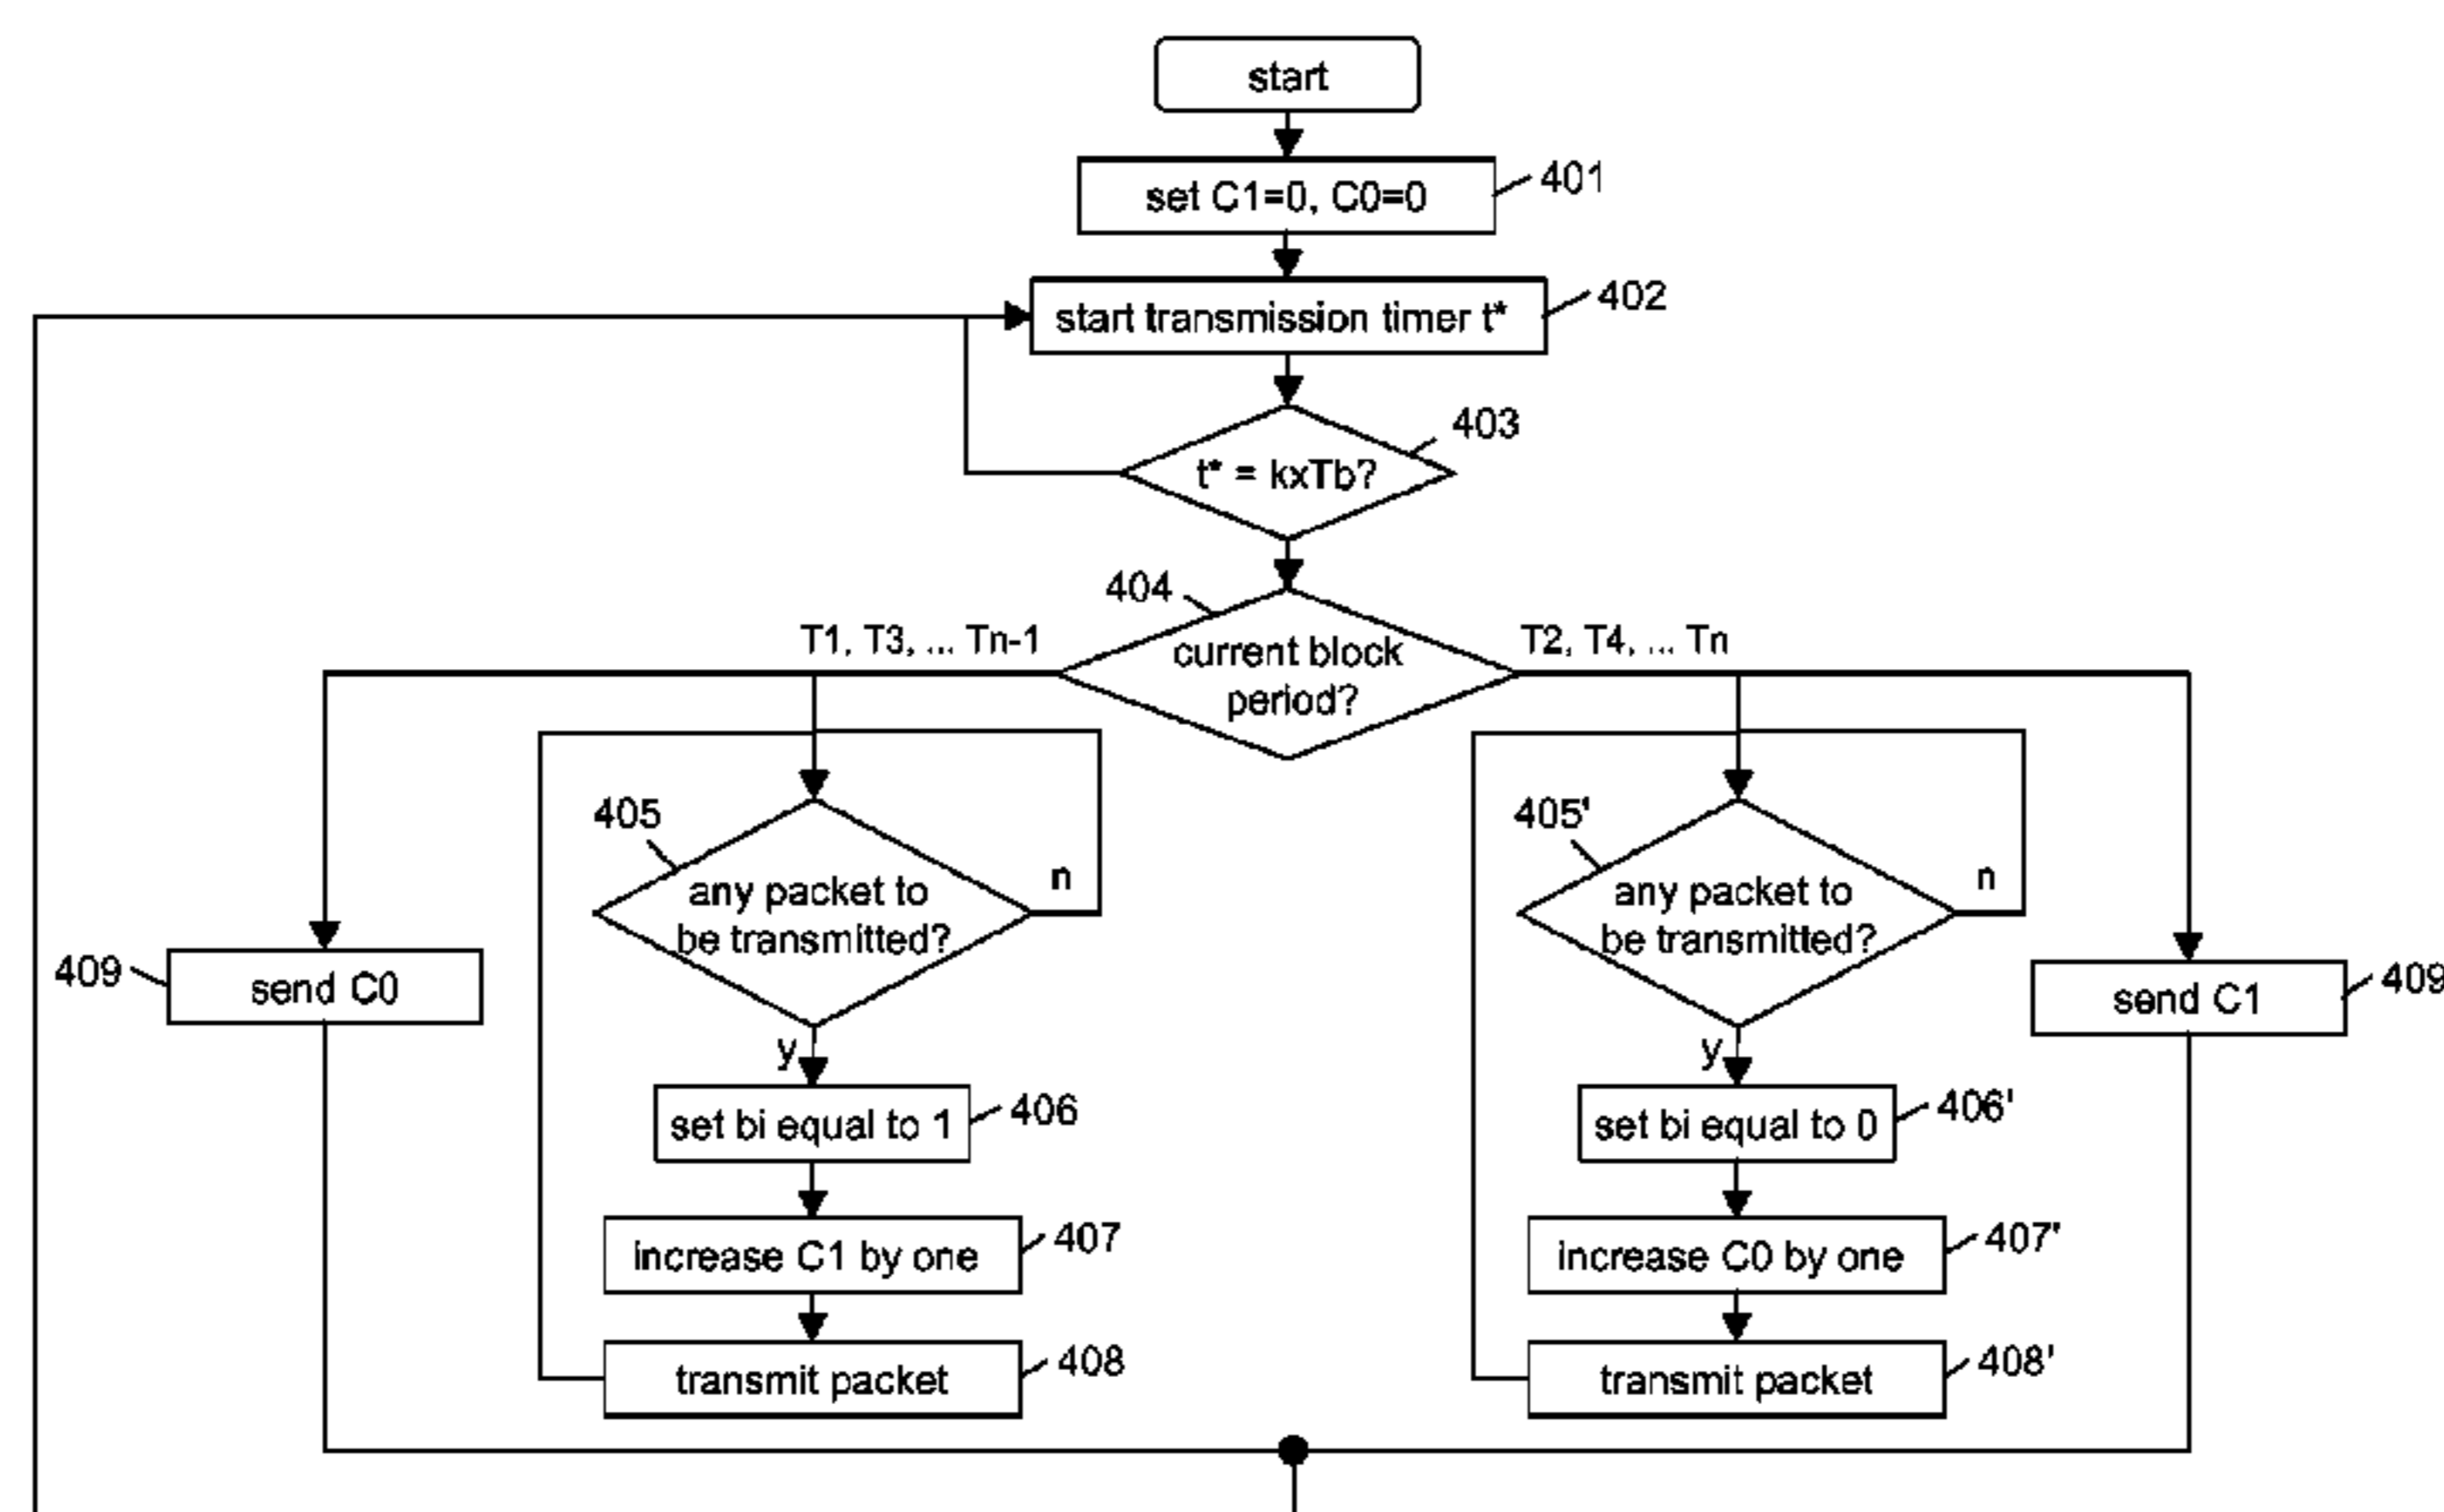 start
set C1=0, C0=0
401
start transmission timer t*
402
403
t* = kxTb?
404
T1, T3, ... Tn-1
current block
period?
T2, T4, ... Tn
405
any packet to
be transmitted?
n
405'
any packet to
be transmitted?
n
409
send C0
send C1
409
y
y
set bi equal to 1
406
set bi equal to 0
406'
increase C1 by one
407
increase C0 by one
407'
transmit packet
408
transmit packet
408'